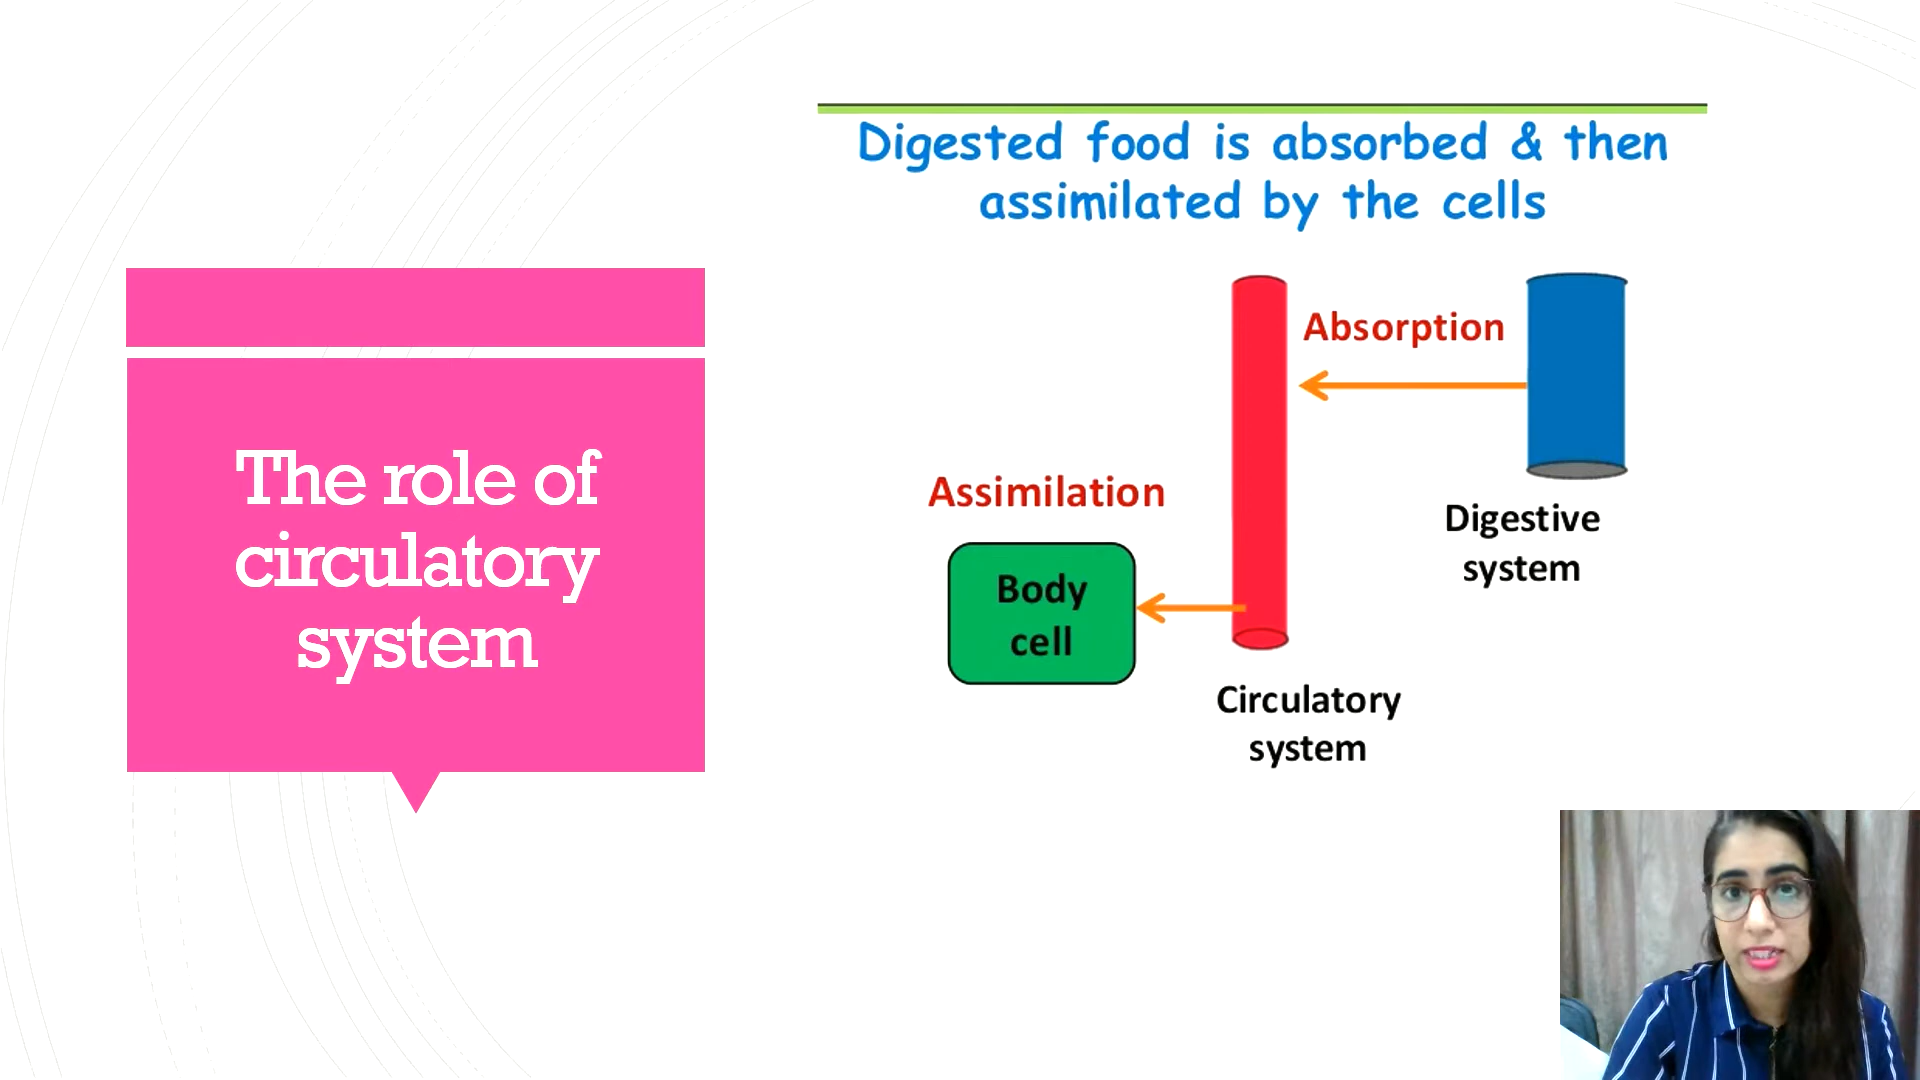 The role of
circulatory
system
Digested food is absorbed & then
assimilated by the cells
Absorption
Digestive
system
Assimilation
Body
cell
Circulatory
system